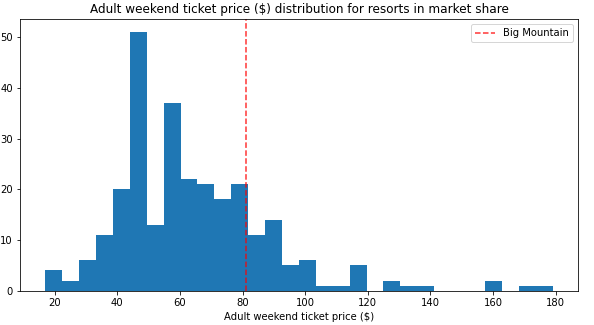 Adult weekend ticket price ($) distribution for resorts in market share
Big Mountain
50
40
30
20
10
0
20 40 60 80 100 120 140 160 180
Adult weekend ticket price ($)